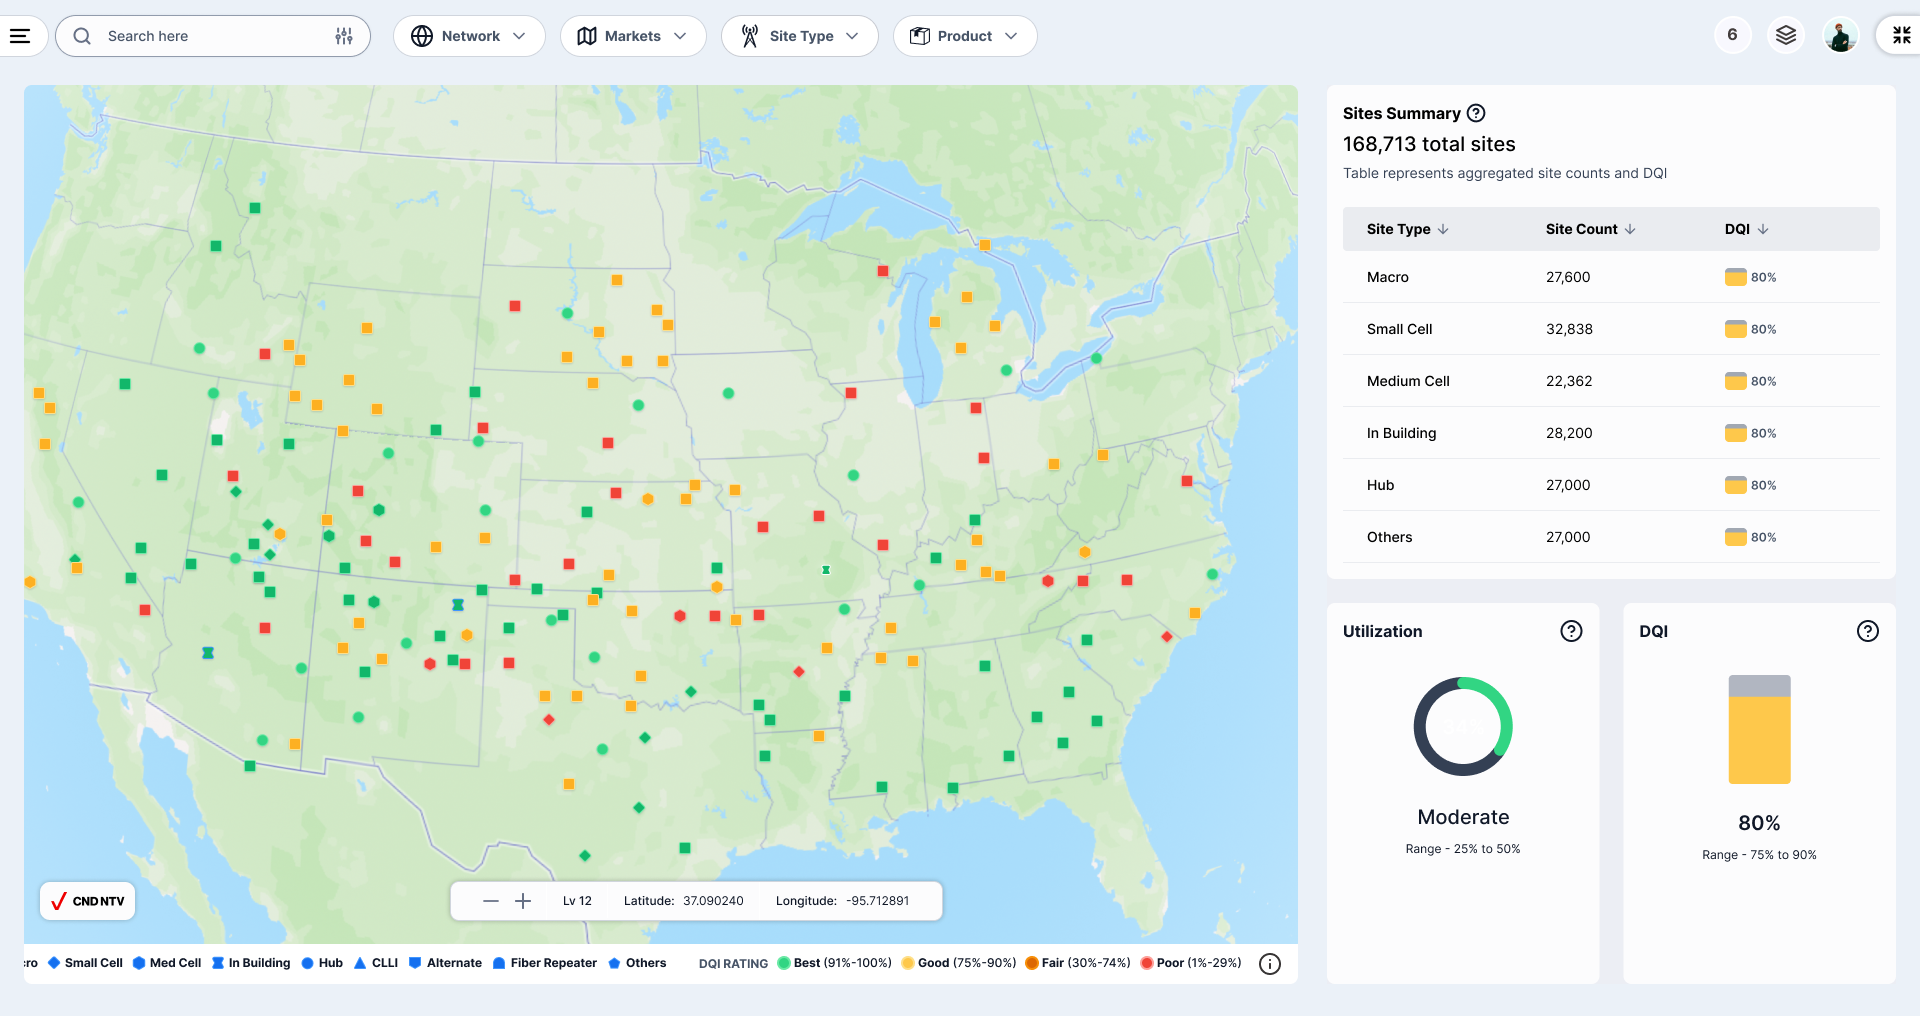 Search here
Network
Markets
Site Type
Product
6
Sites Summary
168,713 total sites
Table represents aggregated site counts and DQI
Site Type Site Count DQI
Macro 27,600 80%
Small Cell 32,838 80%
Medium Cell 22,362 80%
In Building 28,200 80%
Hub 27,000 80%
Others 27,000 80%
Utilization
34%
Moderate
Range - 25% to 50%
DQI
80%
Range - 75% to 90%
CND NTV
Lv 12 Latitude: 37.090240 Longitude: -95.712891
ro Small Cell Med Cell In Building Hub CLLI Alternate Fiber Repeater Others DQI RATING Best (91%-100%) Good (75%-90%) Fair (30%-74%) Poor (1%-29%)